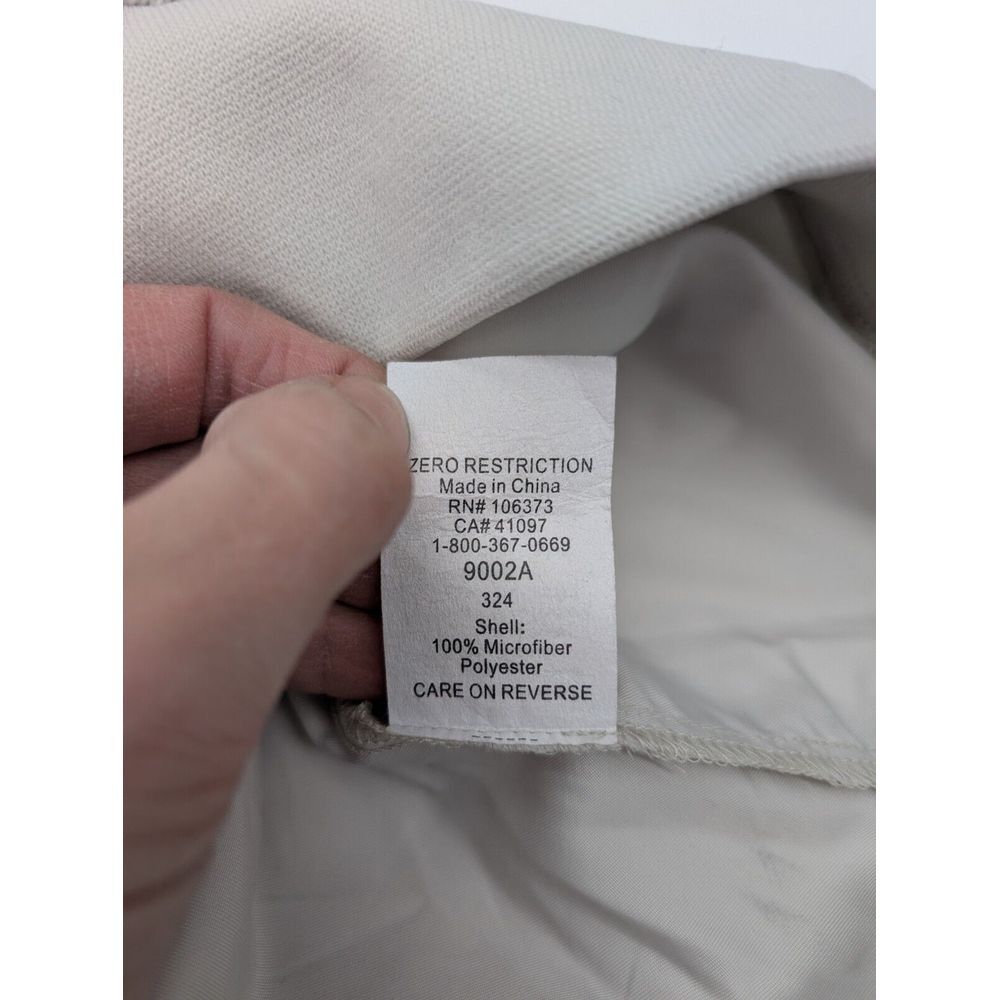 ZERO RESTRICTION
Made in China
RN# 106373
CA# 41097
1-800-367-0669
9002A
324
Shell:
100% Microfiber
Polyester
CARE ON REVERSE